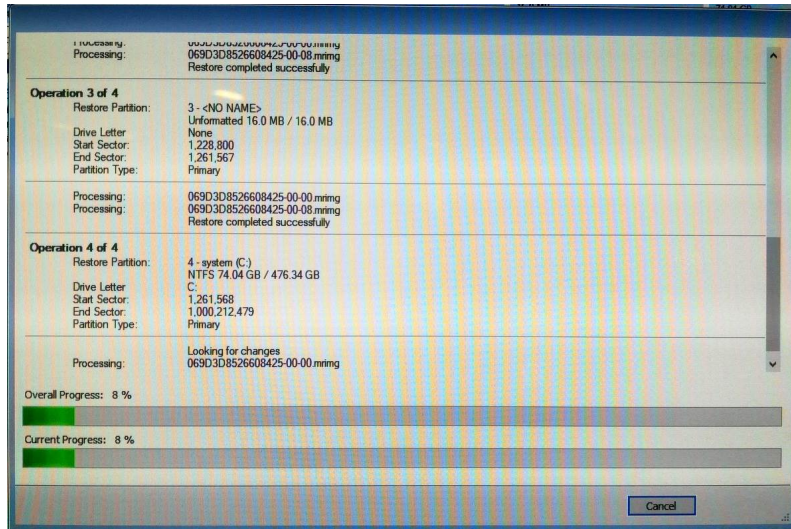 Processing:
Processing: 069D3D8526608425-00-08.mrimg
Restore completed successfully
Operation 3 of 4
Restore Partition: 3 - <NO NAME>
Unformatted 16.0 MB / 16.0 MB
Drive Letter None
Start Sector: 1,228,800
End Sector: 1,261,567
Partition Type: Primary
Processing: 069D3D8526608425-00-00.mrimg
Processing: 069D3D8526608425-00-08.mrimg
Restore completed successfully
Operation 4 of 4
Restore Partition: 4 - system (C:)
NTFS 74.04 GB / 476.34 GB
Drive Letter C:
Start Sector: 1,261,568
End Sector: 1,000,212,479
Partition Type: Primary
Looking for changes
Processing: 069D3D8526608425-00-00.mrimg
Overall Progress: 8 %
Current Progress: 8 %
Cancel